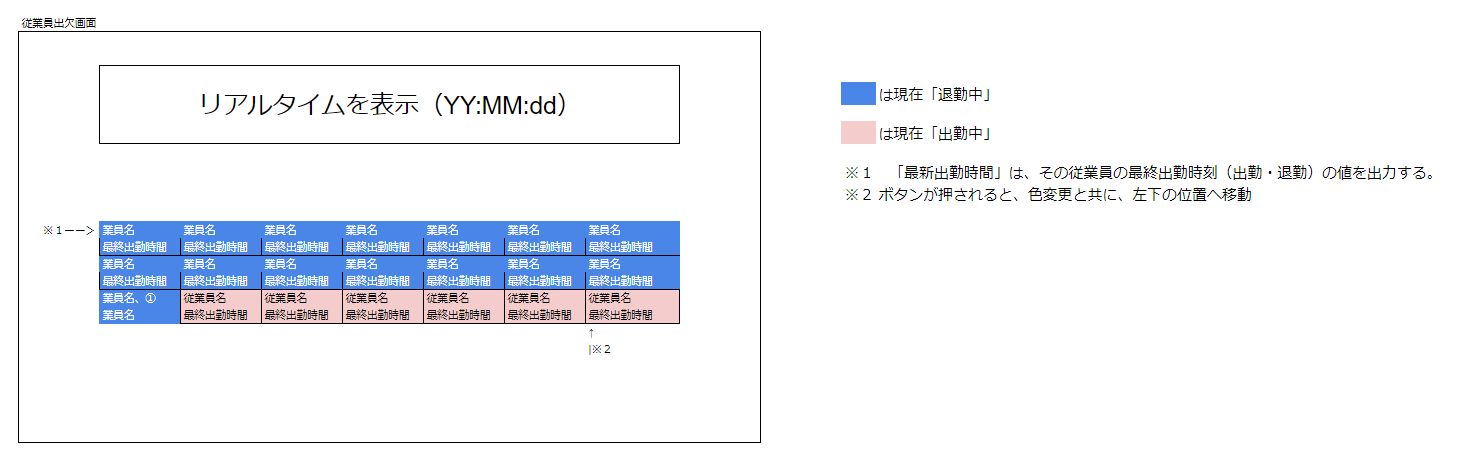 従業員出欠画面
リアルタイムを表示（YY:MM:dd）
は現在「退勤中」
は現在「出勤中」
※１　「最新出勤時間」は、その従業員の最終出勤時刻（出勤・退勤）の値を出力する。
※２ ボタンが押されると、色変更と共に、左下の位置へ移動
※１ーー> 業員名 業員名 業員名 業員名 業員名 業員名 業員名
最終出勤時間 最終出勤時間 最終出勤時間 最終出勤時間 最終出勤時間 最終出勤時間 最終出勤時間
業員名 業員名 業員名 業員名 業員名 業員名 業員名
最終出勤時間 最終出勤時間 最終出勤時間 最終出勤時間 最終出勤時間 最終出勤時間 最終出勤時間
業員名、① 従業員名 従業員名 従業員名 従業員名 従業員名 従業員名
業員名 最終出勤時間 最終出勤時間 最終出勤時間 最終出勤時間 最終出勤時間 最終出勤時間
↑
|※２